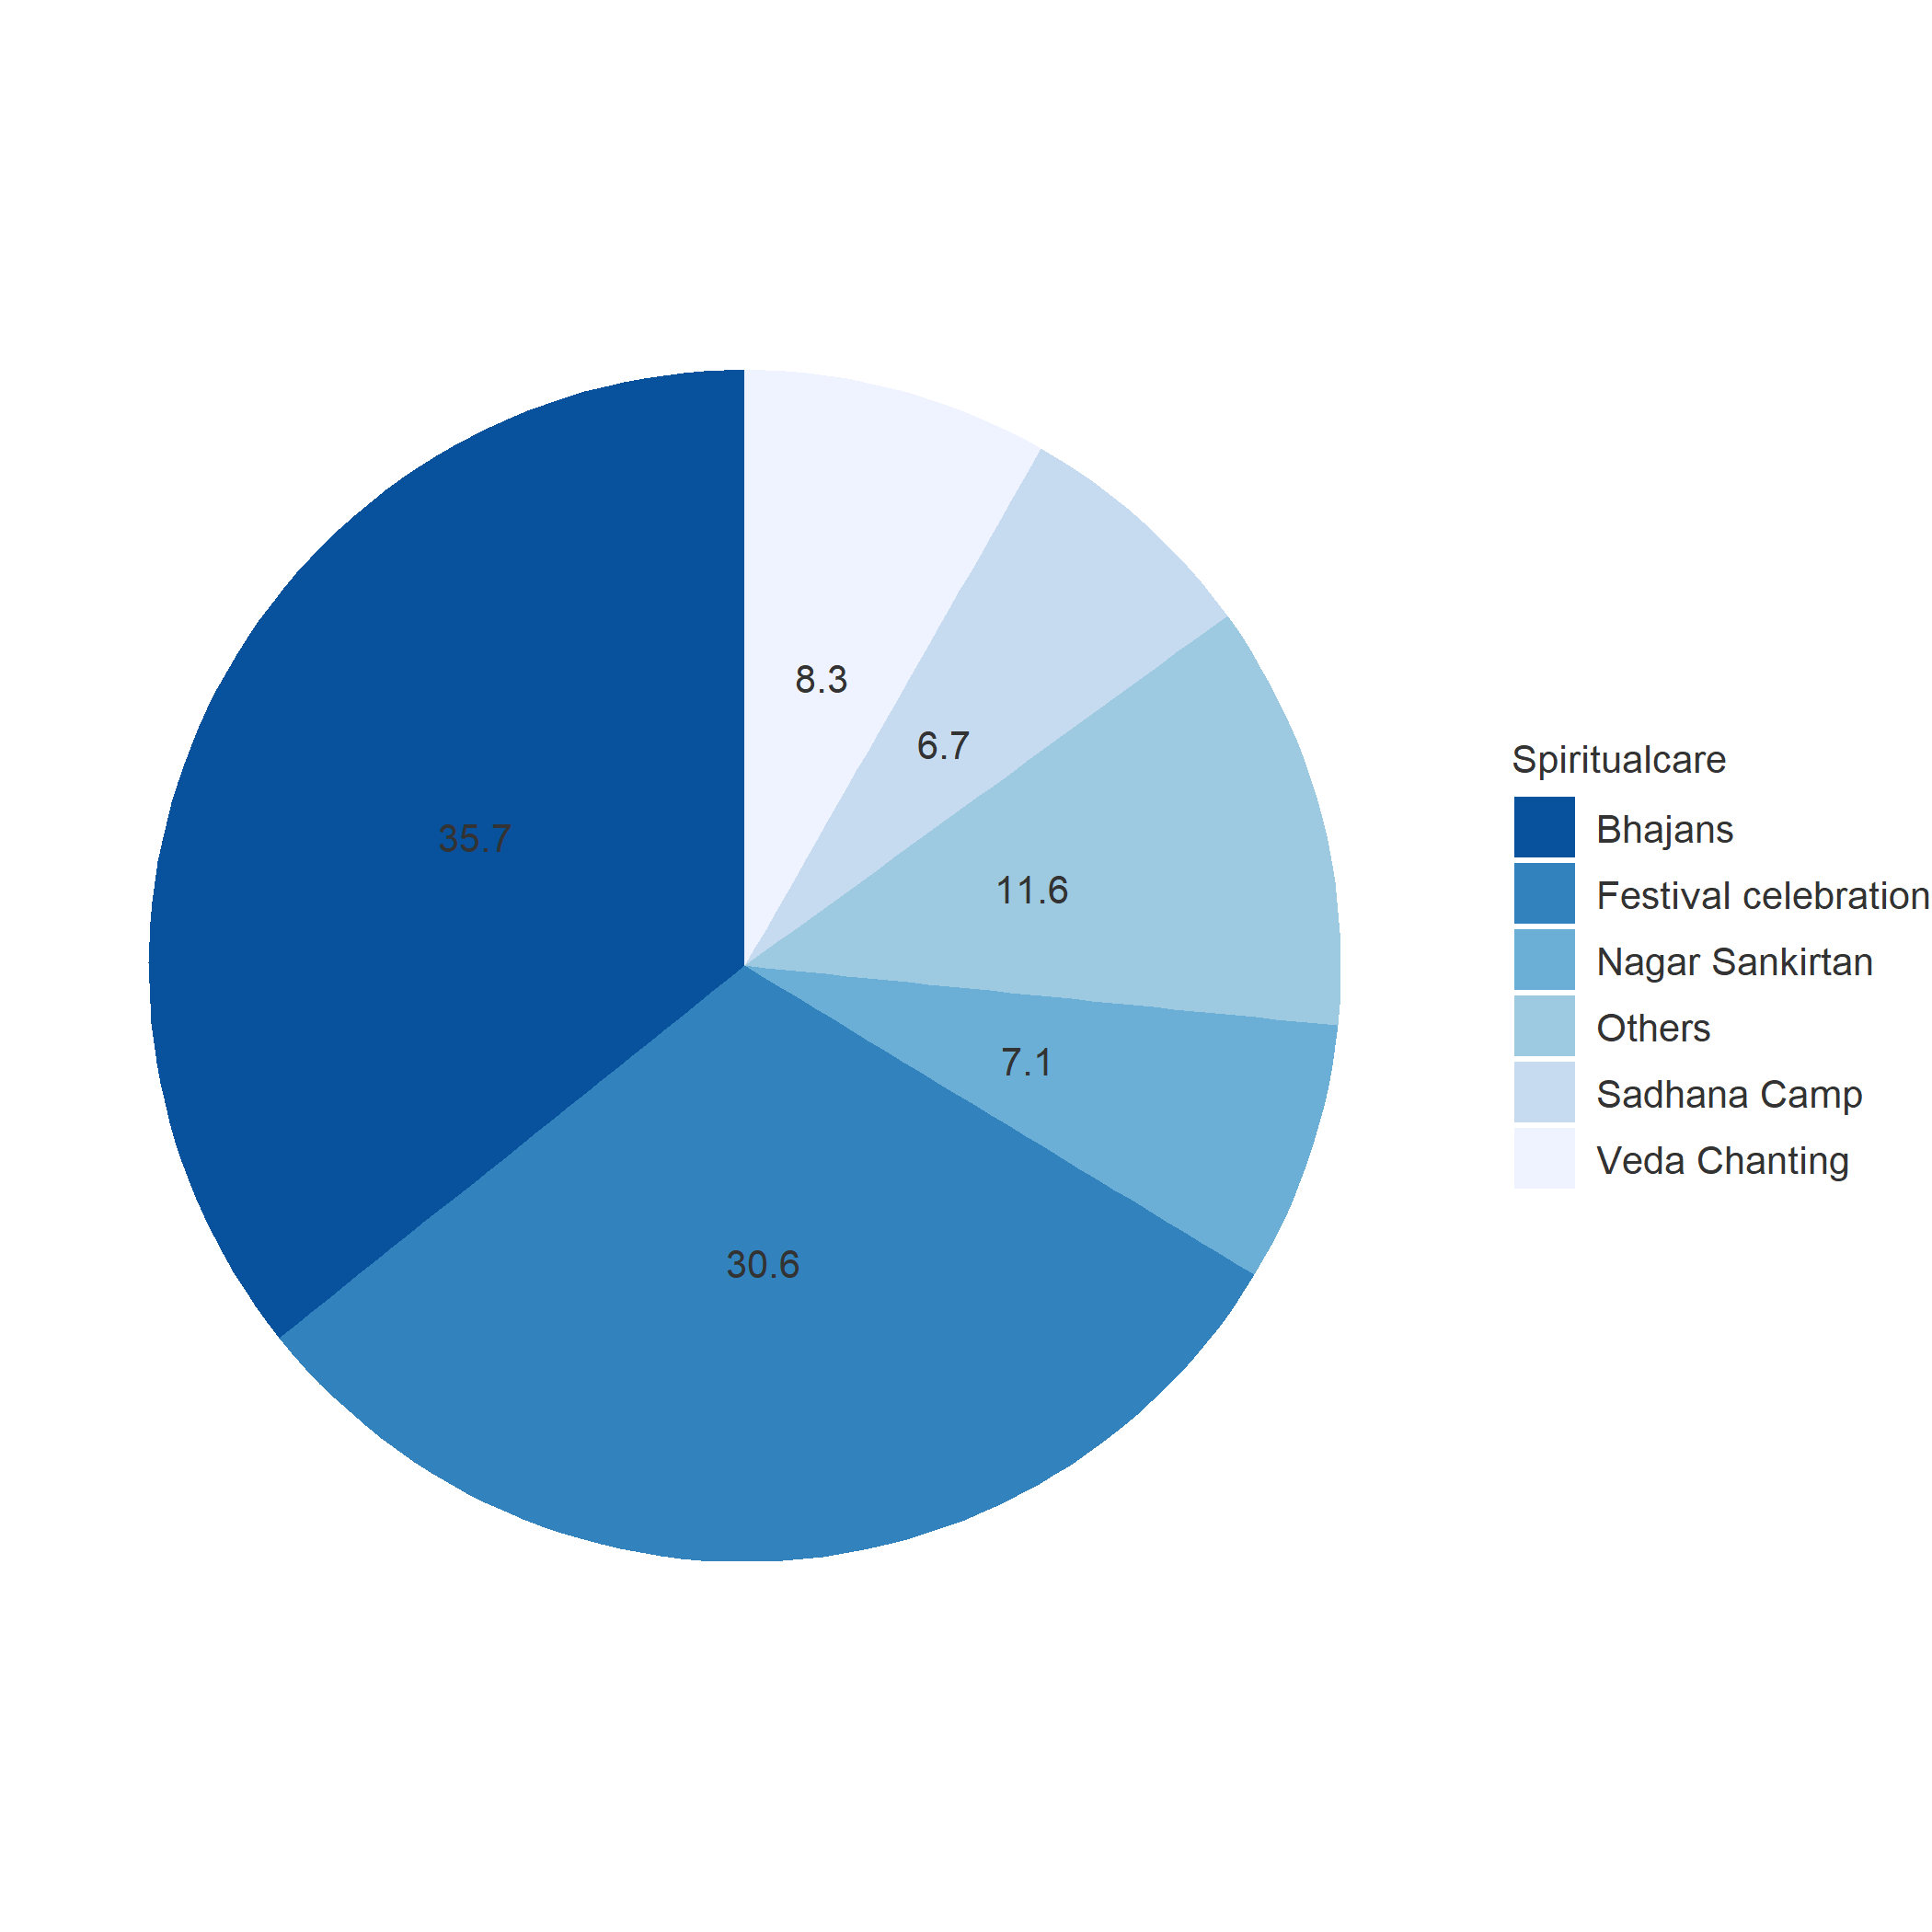 8.3
6.7
35.7
11.6
7.1
30.6
Spiritualcare
Bhajans
Festival celebration
Nagar Sankirtan
Others
Sadhana Camp
Veda Chanting